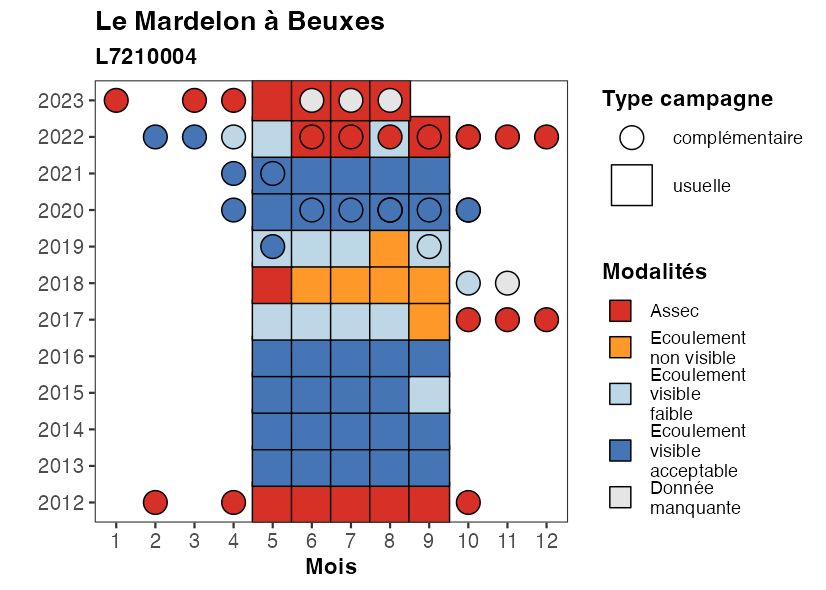 Le Mardelon à Beuxes
L7210004
2023
2022
2021
2020
2019
2018
2017
2016
2015
2014
2013
2012
1 2 3 4 5 6 7 8 9 10 11 12
Mois
Type campagne
complémentaire
usuelle
Modalités
Assec
Ecoulement
non visible
Ecoulement
visible
faible
Ecoulement
visible
acceptable
Donnée
manquante